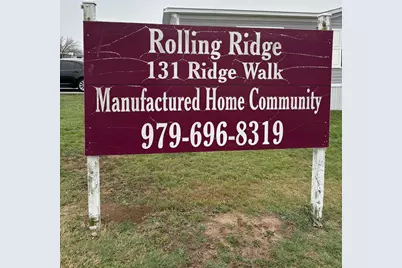 Rolling Ridge
131 Ridge Walk
Manufactured Home Community
979-696-8319